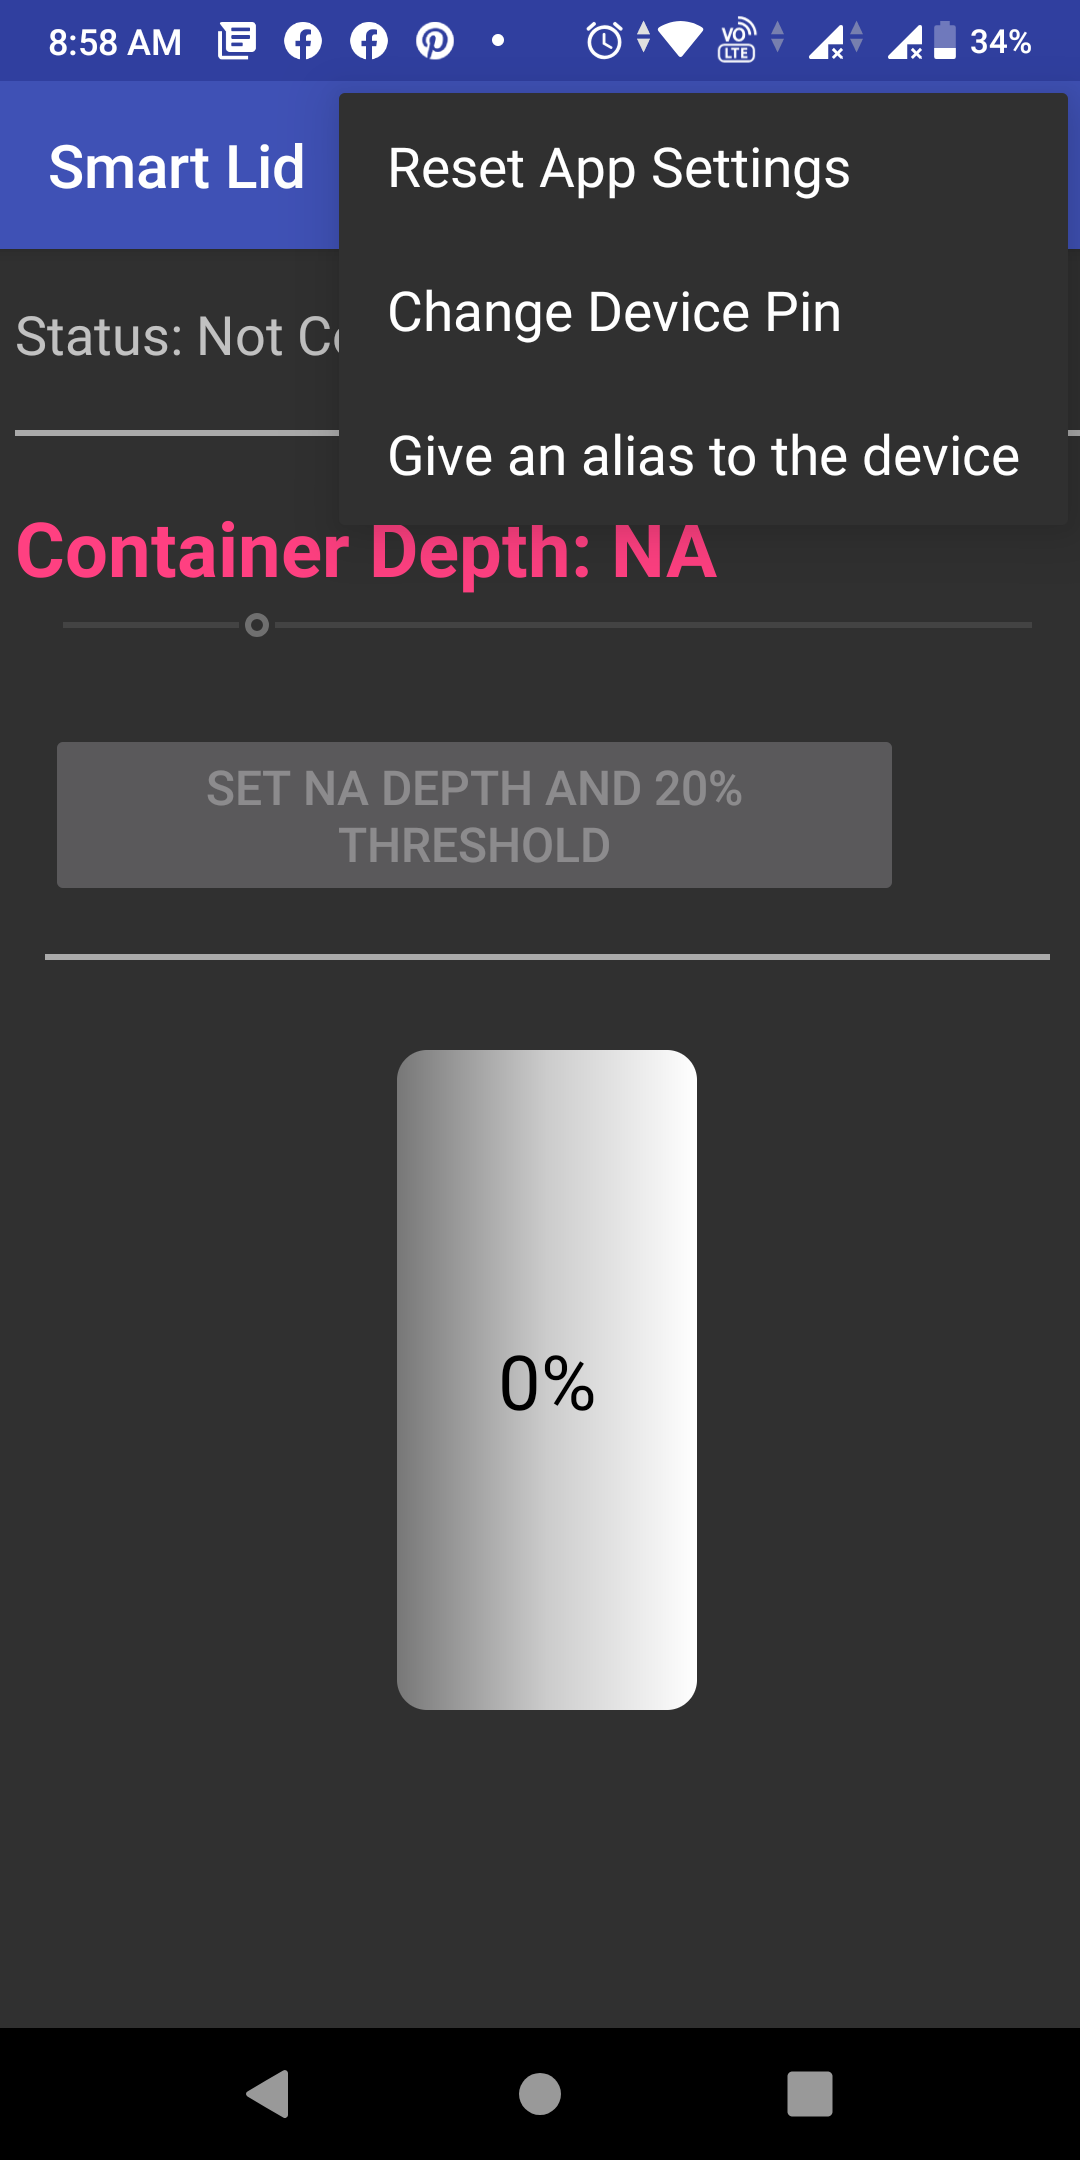 8:58 AM
VO LTE
34%
Smart Lid
Reset App Settings
Change Device Pin
Give an alias to the device
Status: Not
Container Depth: NA
SET NA DEPTH AND 20%
THRESHOLD
0%